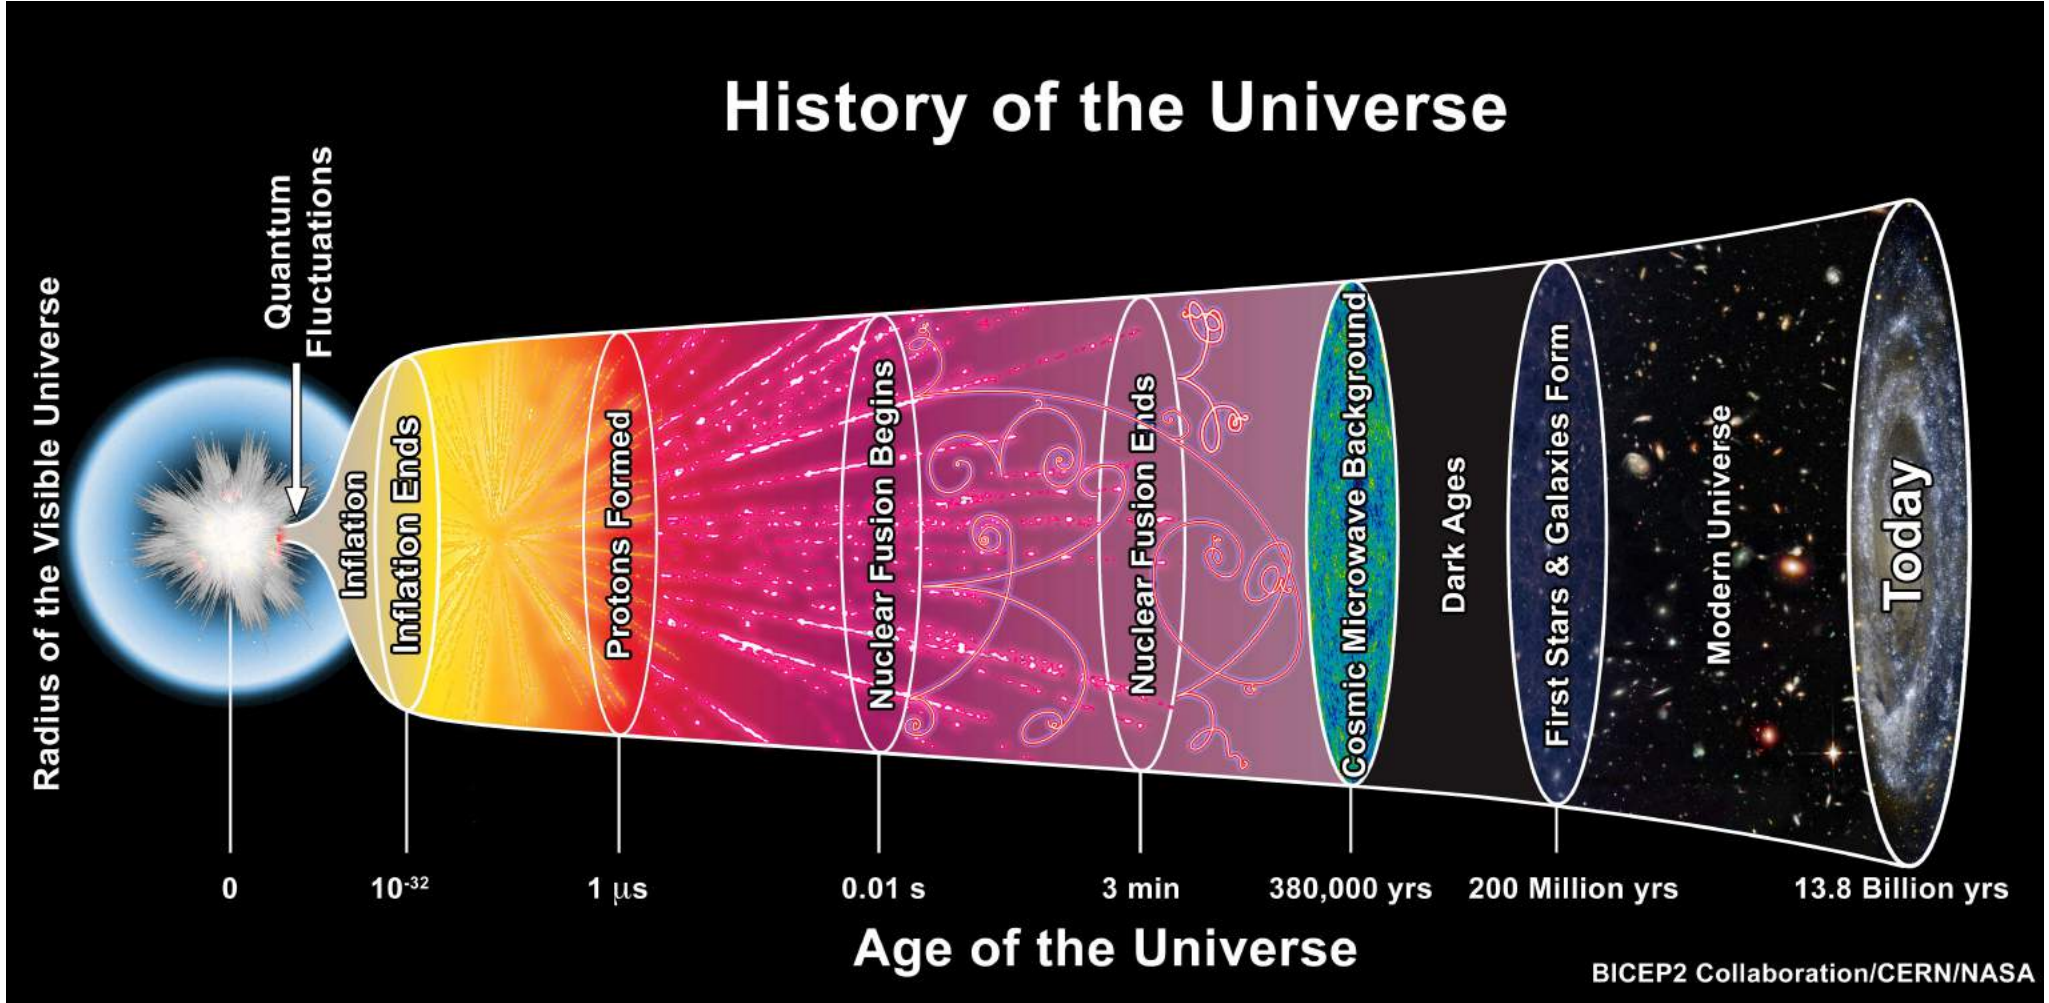 History of the Universe
Radius of the Visible Universe
Quantum
Fluctuations
Inflation
Inflation Ends
Protons Formed
Nuclear Fusion Begins
Nuclear Fusion Ends
Cosmic Microwave Background
Dark Ages
First Stars & Galaxies Form
Modern Universe
Today
0
10⁻³²
1 μs
0.01 s
3 min
380,000 yrs
200 Million yrs
13.8 Billion yrs
Age of the Universe
BICEP2 Collaboration/CERN/NASA